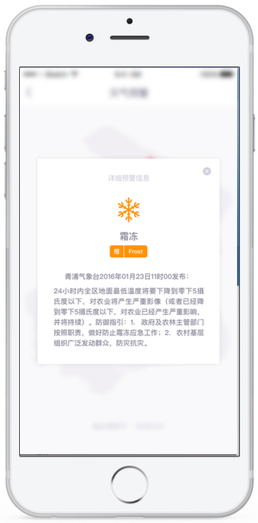 详细预警信息
霜冻
橙 Frost
青浦气象台2016年01月23日11时00发布：
24小时内全区地面最低温度将要下降到零下5摄
氏度以下，对农业将产生严重影像（或者已经降
到零下5摄氏度以下，对农业已经产生严重影响，
并将持续）。防御指引：1．政府及农林主管部门
按照职责，做好防止霜冻应急工作；2．农村基层
组织广泛发动群众，防灾抗灾。